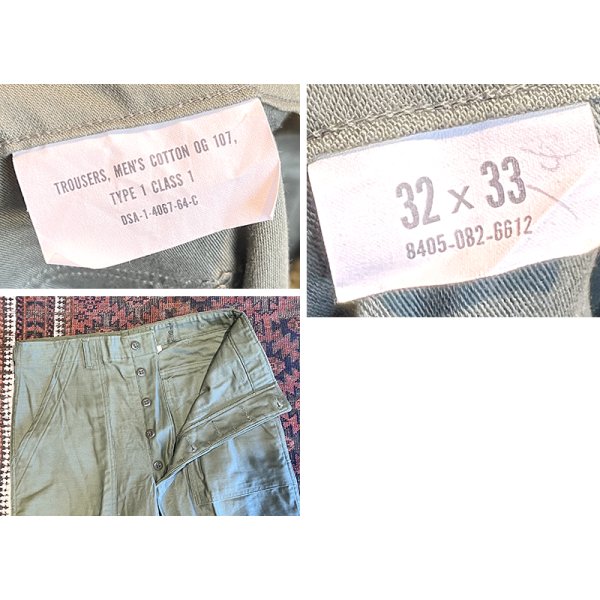 TROUSERS, MEN'S COTTON OG 107,
TYPE 1 CLASS 1
DSA-1-4067-64-C
32 x 33
8405-082-6612